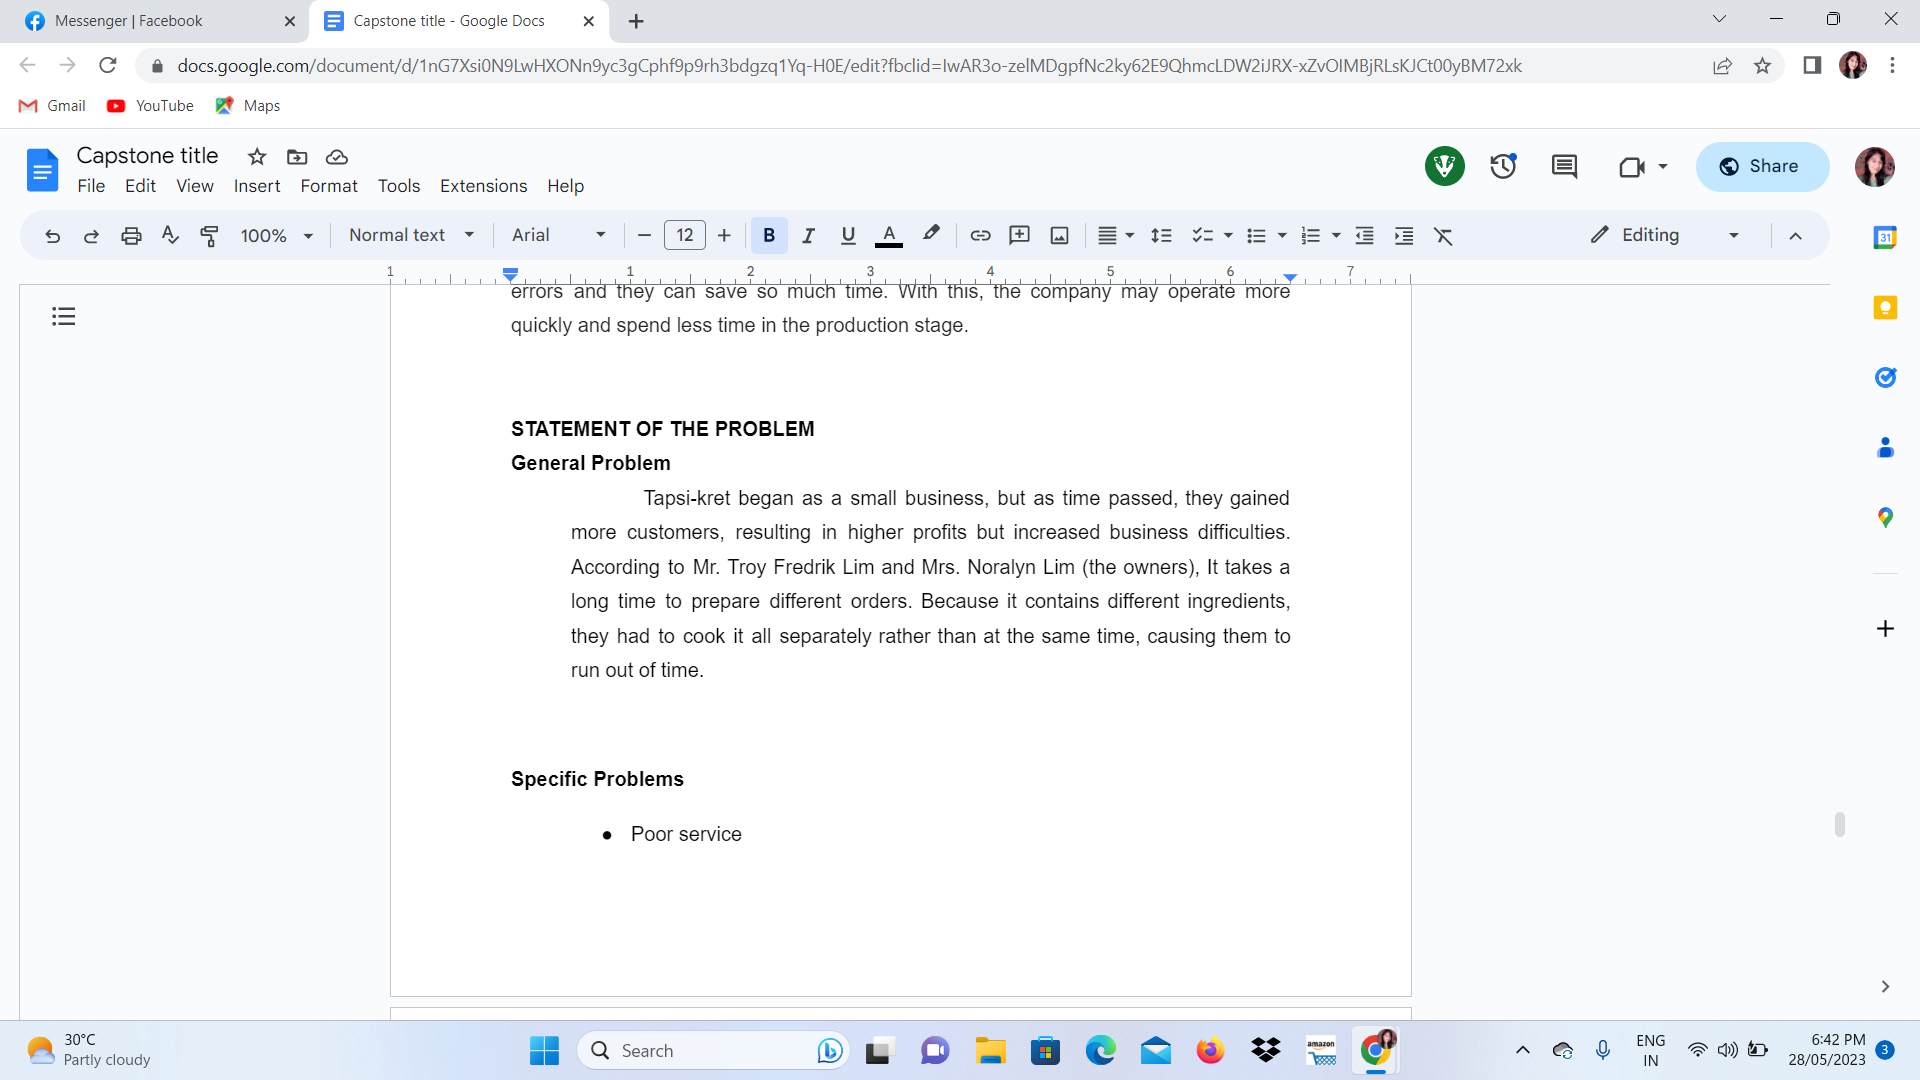 Messenger | Facebook
Capstone title - Google Docs
docs.google.com/document/d/1nG7Xsi0N9LwHXONn9yc3gCphf9p9rh3bdgzq1Yq-H0E/edit?fbclid=IwAR3o-zelMDgpfNc2ky62E9QhmcLDW2iJRX-xZvOIMBjRLsKJCt00yBM72xk
Gmail YouTube Maps
Capstone title
File Edit View Insert Format Tools Extensions Help
Share
100% Normal text Arial 12 B I U A Editing
31
1 1 2 3 4 5 6 7
errors and they can save so much time. With this, the company may operate more
quickly and spend less time in the production stage.
STATEMENT OF THE PROBLEM
General Problem
Tapsi-kret began as a small business, but as time passed, they gained
more customers, resulting in higher profits but increased business difficulties.
According to Mr. Troy Fredrik Lim and Mrs. Noralyn Lim (the owners), It takes a
long time to prepare different orders. Because it contains different ingredients,
they had to cook it all separately rather than at the same time, causing them to
run out of time.
Specific Problems
● Poor service
30°C
Partly cloudy
Search
amazon
ENG
IN
6:42 PM
28/05/2023
3